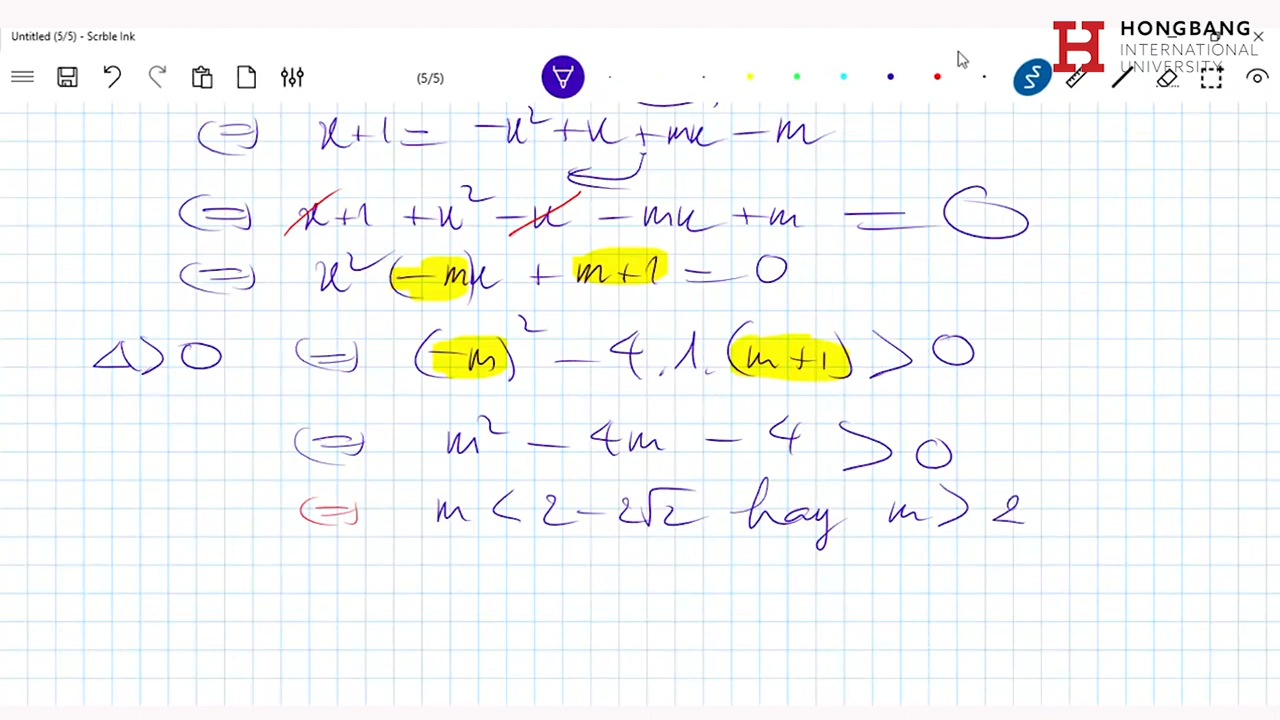 Untitled (5/5) - Scrble Ink
HONGBANG
INTERNATIONAL
UNIVERSITY
(5/5)
(=) x+1 = -x² + x + mx - m
(=) x+1 + x² - x - mx + m = 0
(=) x² (-m)x + m+1 = 0
Δ > 0 (=) (-m)² - 4.1.(m+1) > 0
(=) m² - 4m - 4 > 0
(=) m < 2 - 2√2 hay m > 2